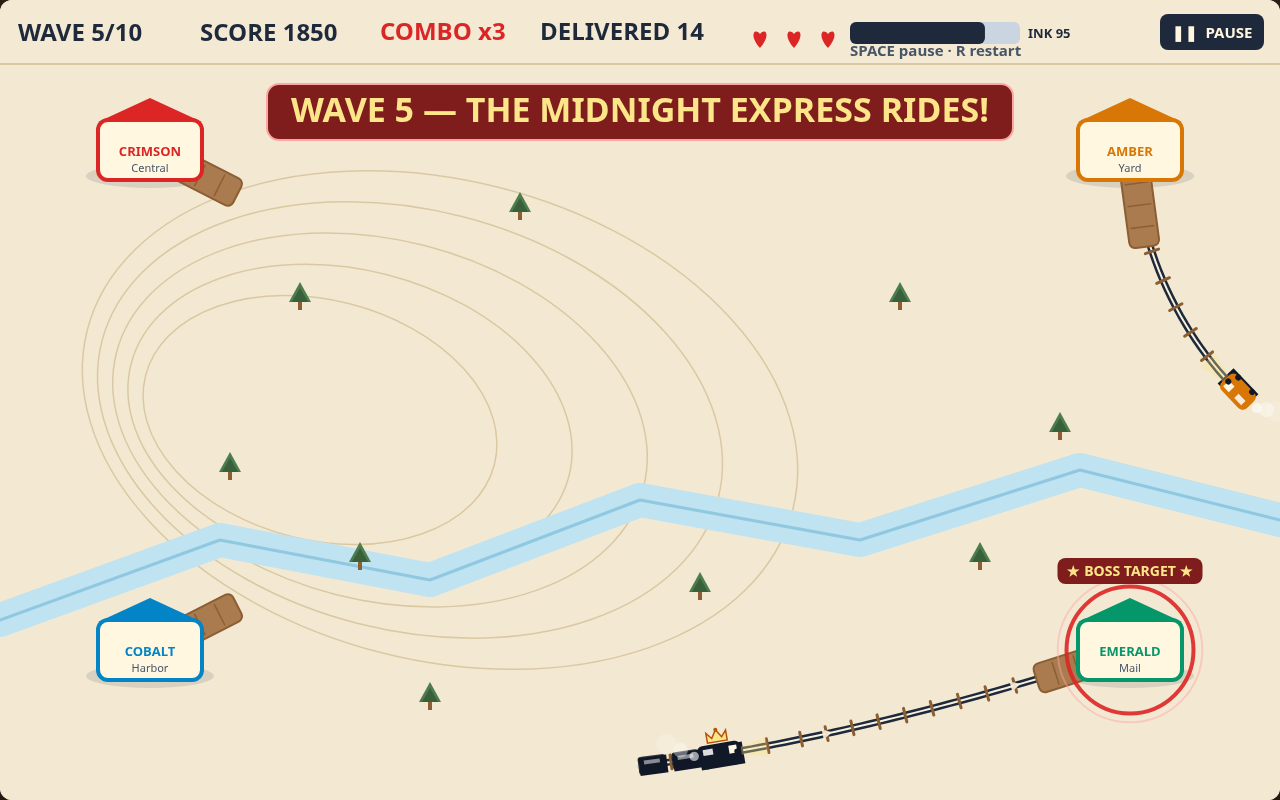 WAVE 5/10
SCORE 1850
COMBO x3
DELIVERED 14
INK 95
SPACE pause · R restart
❚❚ PAUSE
WAVE 5 — THE MIDNIGHT EXPRESS RIDES!
CRIMSON
Central
AMBER
Yard
★ BOSS TARGET ★
COBALT
Harbor
EMERALD
Mail